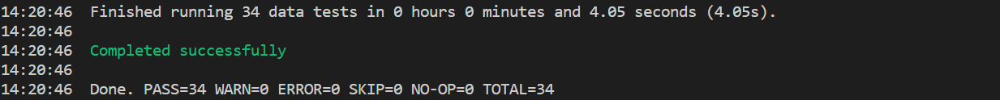 14:20:46  Finished running 34 data tests in 0 hours 0 minutes and 4.05 seconds (4.05s).
14:20:46
14:20:46  Completed successfully
14:20:46
14:20:46  Done. PASS=34 WARN=0 ERROR=0 SKIP=0 NO-OP=0 TOTAL=34